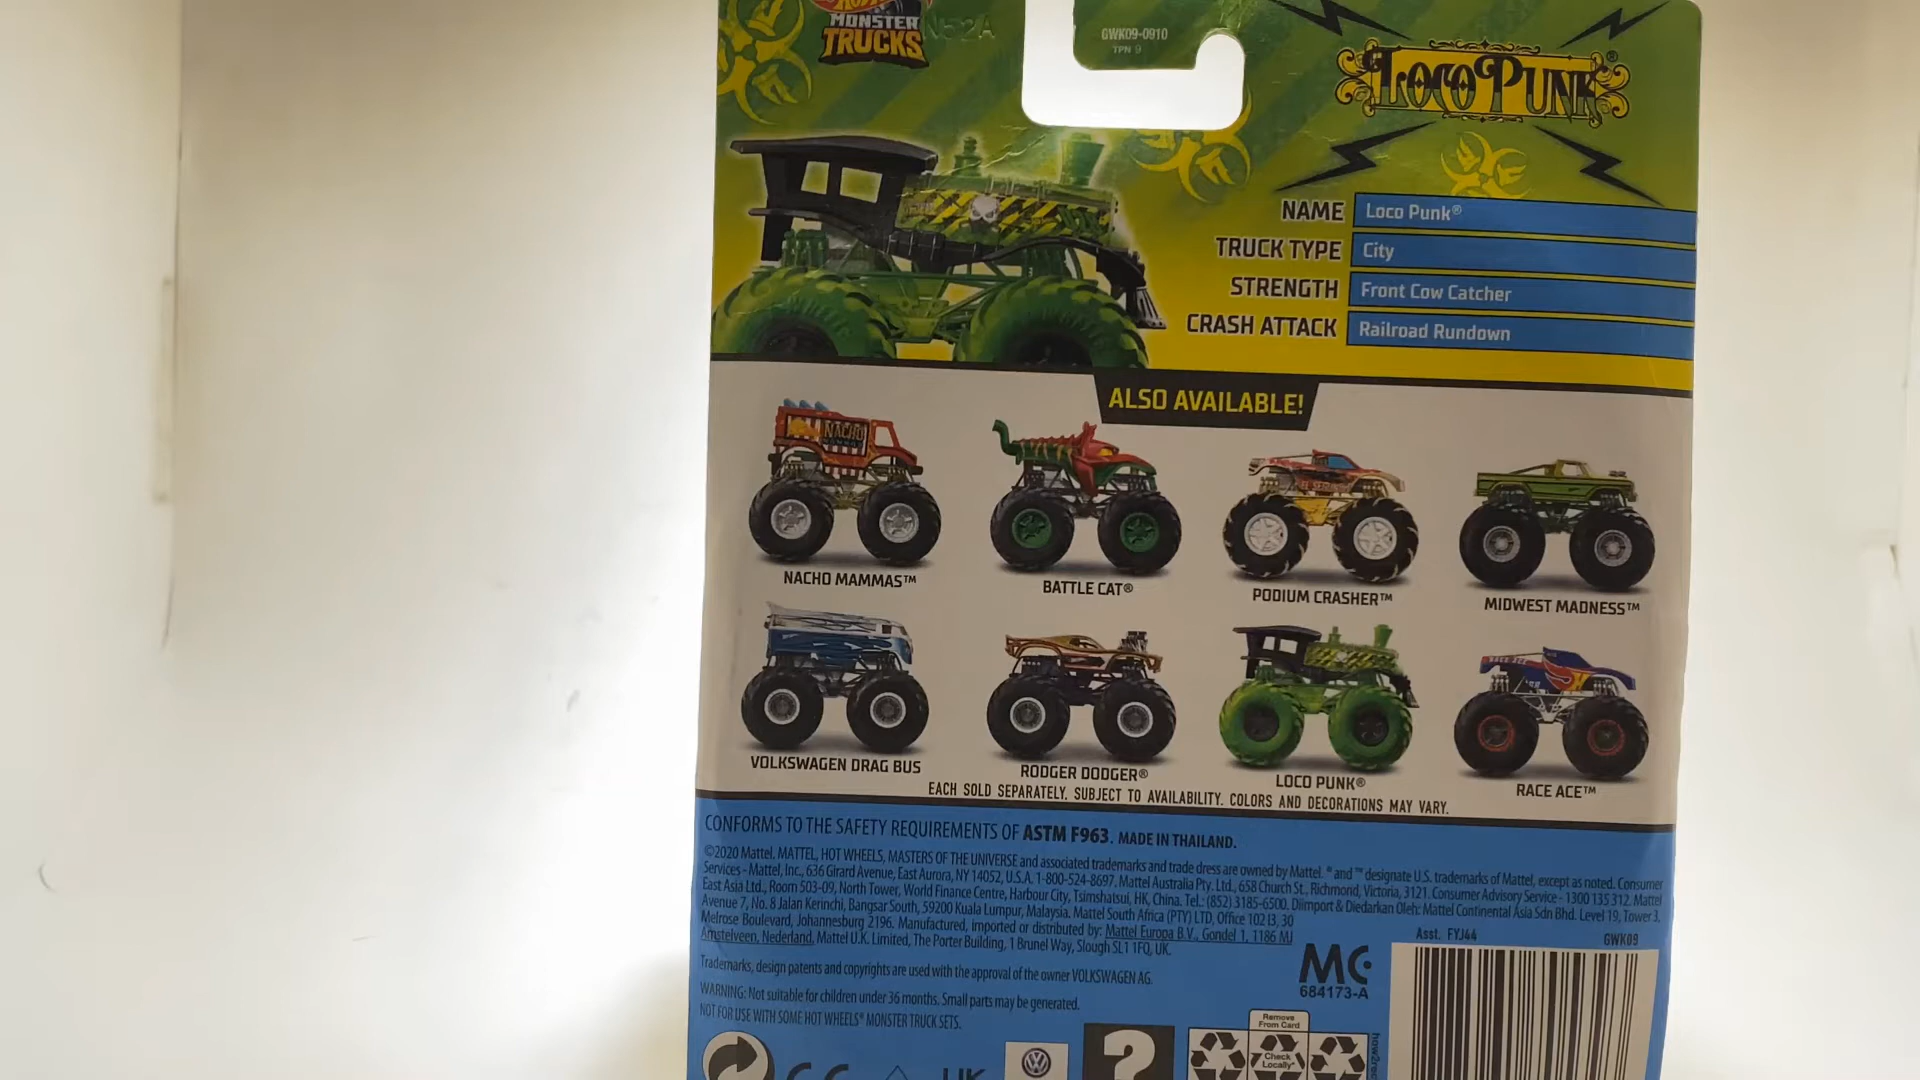 MONSTER
TRUCKS
N52A
GWK09-0910
TPN 9
LOCO PUNK®
NAME Loco Punk®
TRUCK TYPE City
STRENGTH Front Cow Catcher
CRASH ATTACK Railroad Rundown
ALSO AVAILABLE!
NACHO
NACHO MAMMAS™
BATTLE CAT®
PODIUM CRASHER™
MIDWEST MADNESS™
RACE ACE
VOLKSWAGEN DRAG BUS
RODGER DODGER®
LOCO PUNK®
RACE ACE™
EACH SOLD SEPARATELY. SUBJECT TO AVAILABILITY. COLORS AND DECORATIONS MAY VARY.
CONFORMS TO THE SAFETY REQUIREMENTS OF ASTM F963. MADE IN THAILAND.
©2020 Mattel. MATTEL, HOT WHEELS, MASTERS OF THE UNIVERSE and associated trademarks and trade dress are owned by Mattel. ® and ™ designate U.S. trademarks of Mattel, except as noted. Consumer
Services - Mattel, Inc., 636 Girard Avenue, East Aurora, NY 14052, U.S.A. 1-800-524-8697. Mattel Australia Pty. Ltd., 658 Church St., Richmond, Victoria, 3121. Consumer Advisory Service - 1300 135 312. Mattel
East Asia Ltd., Room 503-09, North Tower, World Finance Centre, Harbour City, Tsimshatsui, HK, China. Tel.: (852) 3185-6500. Diimport & Diedarkan Oleh: Mattel Continental Asia Sdn Bhd. Level 19, Tower 3,
Avenue 7, No. 8 Jalan Kerinchi, Bangsar South, 59200 Kuala Lumpur, Malaysia. Mattel South Africa (PTY) LTD, Office 102 I3, 30
Melrose Boulevard, Johannesburg 2196. Manufactured, imported or distributed by: Mattel Europa B.V., Gondel 1, 1186 MJ
Amstelveen, Nederland. Mattel U.K. Limited, The Porter Building, 1 Brunel Way, Slough SL1 1FQ, UK.
Trademarks, design patents and copyrights are used with the approval of the owner VOLKSWAGEN AG.
WARNING: Not suitable for children under 36 months. Small parts may be generated.
NOT FOR USE WITH SOME HOT WHEELS® MONSTER TRUCK SETS.
MC
684173-A
Asst. FYJ44
GWK09
Remove
From Card
Check
Locally*
?